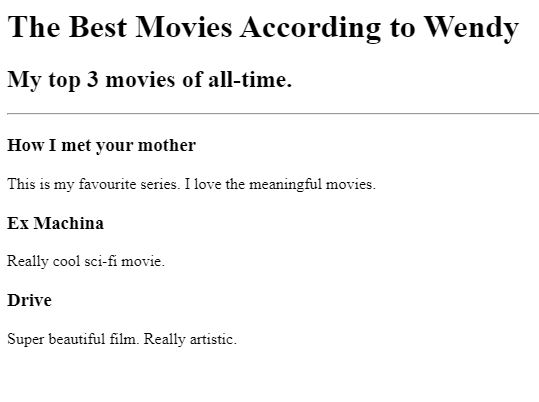 The Best Movies According to Wendy
My top 3 movies of all-time.
How I met your mother
This is my favourite series. I love the meaningful movies.
Ex Machina
Really cool sci-fi movie.
Drive
Super beautiful film. Really artistic.